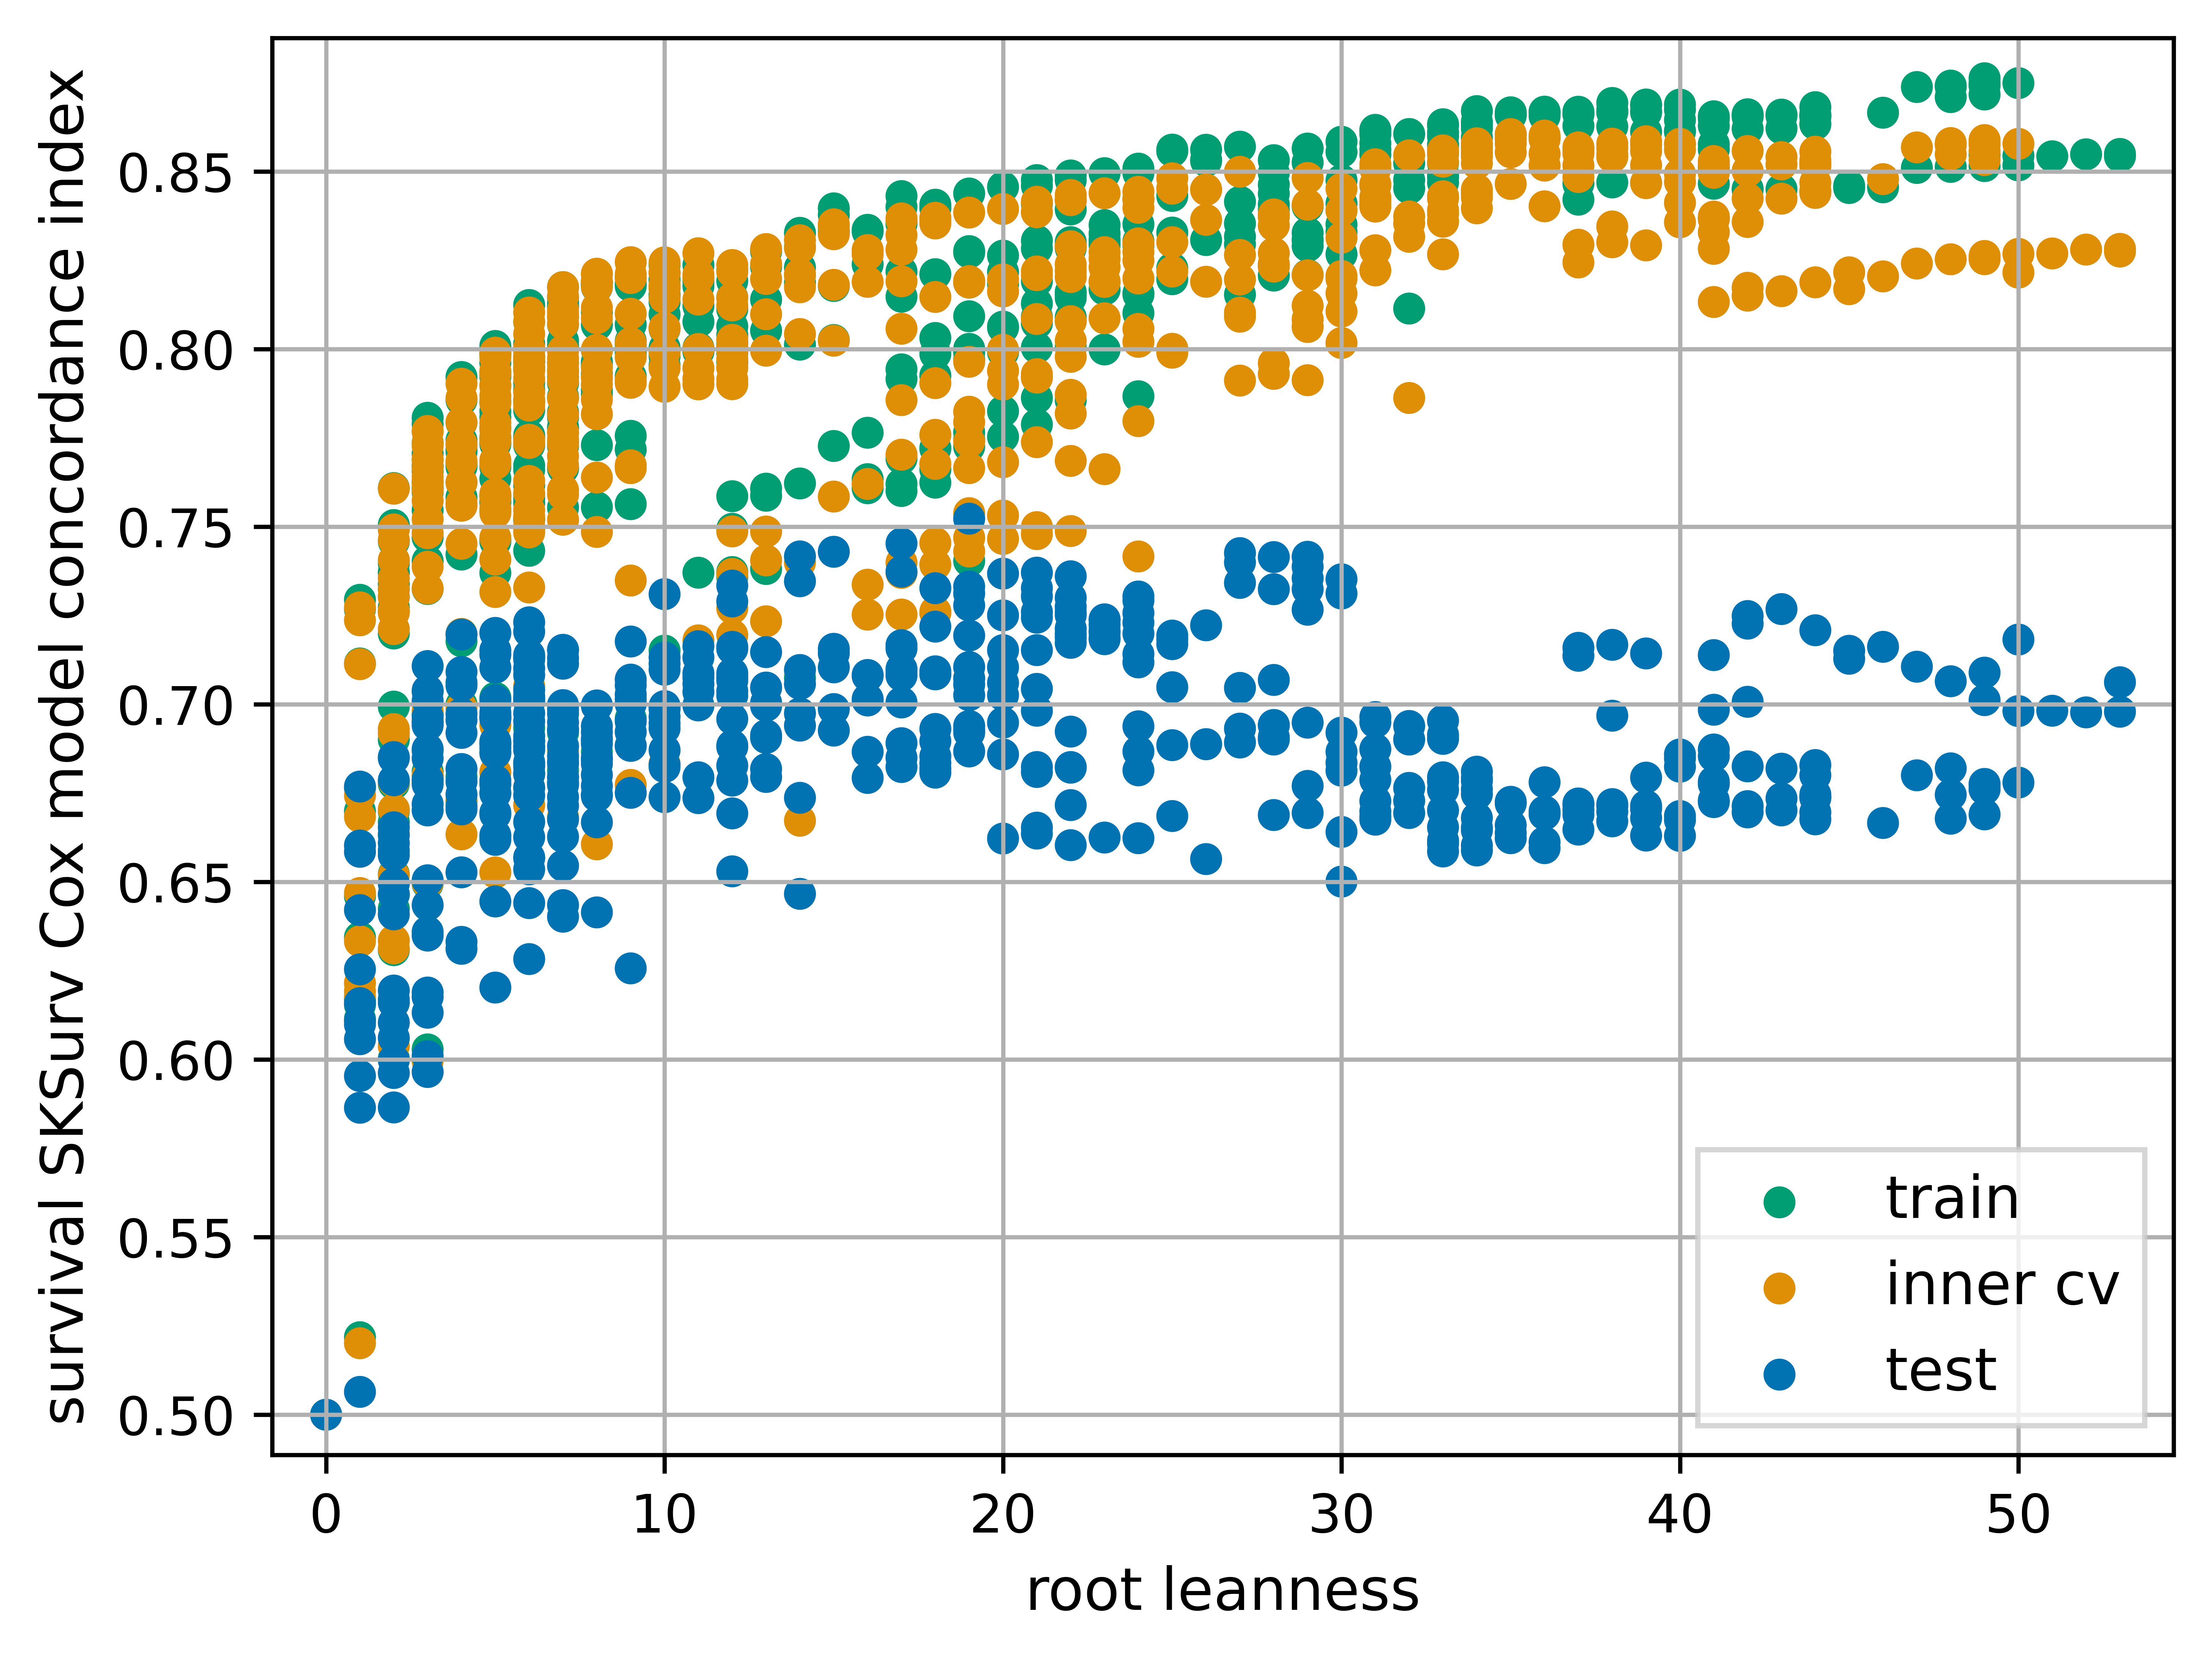 survival SKSurv Cox model concordance index
0.85
0.80
0.75
0.70
0.65
0.60
0.55
0.50
train
inner cv
test
0 10 20 30 40 50
root leanness